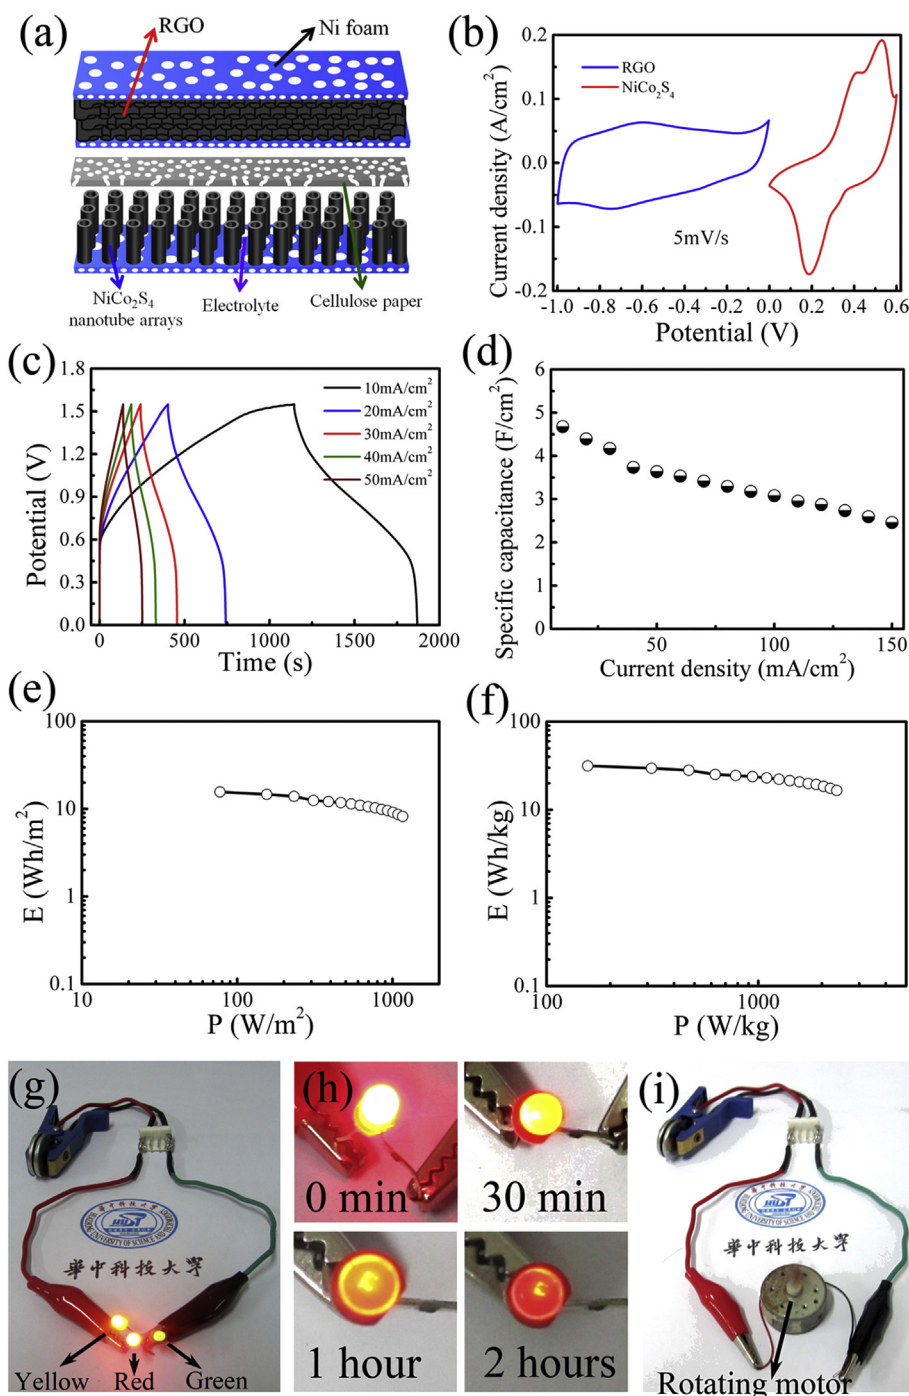 (a)
RGO
Ni foam
NiCo₂S₄
nanotube arrays
Electrolyte
Cellulose paper
(b)
Current density (A/cm²)
0.2
0.1
0.0
-0.1
-0.2
RGO
NiCo₂S₄
5mV/s
-1.0 -0.8 -0.6 -0.4 -0.2 0.0 0.2 0.4 0.6
Potential (V)
(c)
Potential (V)
1.8
1.5
1.2
0.9
0.6
0.3
0.0
10mA/cm²
20mA/cm²
30mA/cm²
40mA/cm²
50mA/cm²
0 500 1000 1500 2000
Time (s)
(d)
Specific capacitance (F/cm²)
6
5
4
3
2
1
0
50 100 150
Current density (mA/cm²)
(e)
E (Wh/m²)
100
10
1
0.1
10 100 1000
P (W/m²)
(f)
E (Wh/kg)
100
10
1
0.1
100 1000
P (W/kg)
(g)
HUST
華中科技大学
Yellow
Red
Green
(h)
0 min
30 min
1 hour
2 hours
(i)
HUST
華中科技大学
Rotating motor